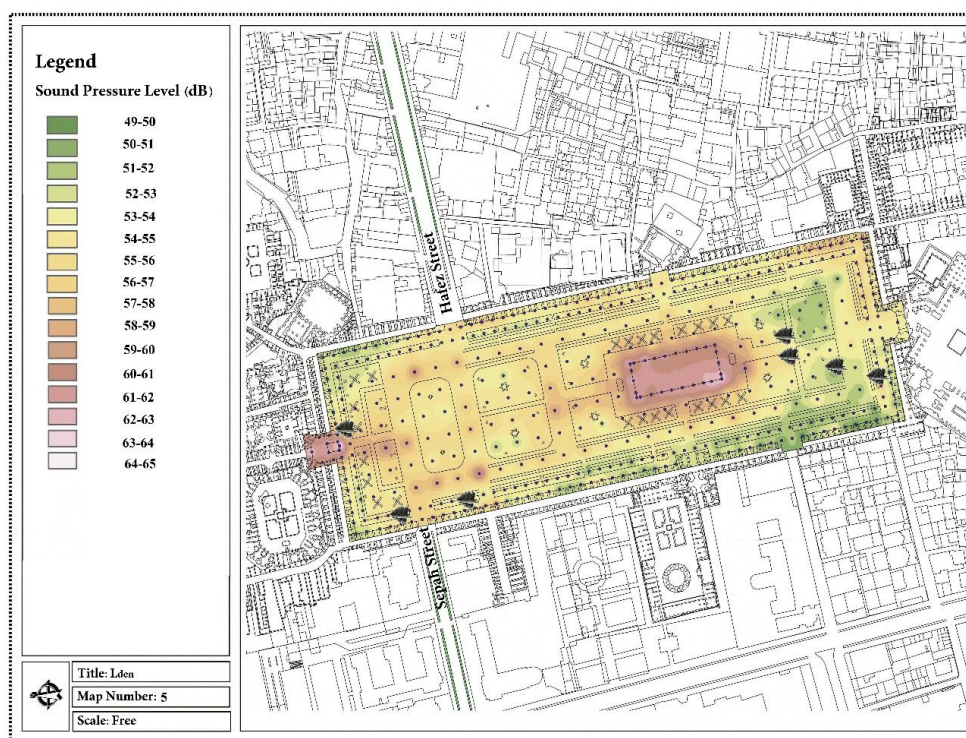 Legend
Sound Pressure Level (dB)
49-50
50-51
51-52
52-53
53-54
54-55
55-56
56-57
57-58
58-59
59-60
60-61
61-62
62-63
63-64
64-65
Hafez Street
Sepah Street
Title: Lden
Map Number: 5
Scale: Free